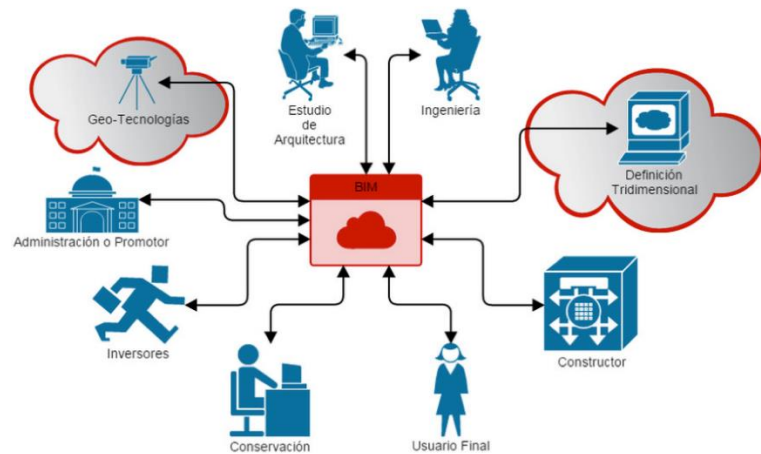 Geo-Tecnologías
Estudio
de
Arquitectura
Ingeniería
Definición
Tridimensional
BIM
Administración o Promotor
Inversores
Conservación
Usuario Final
Constructor